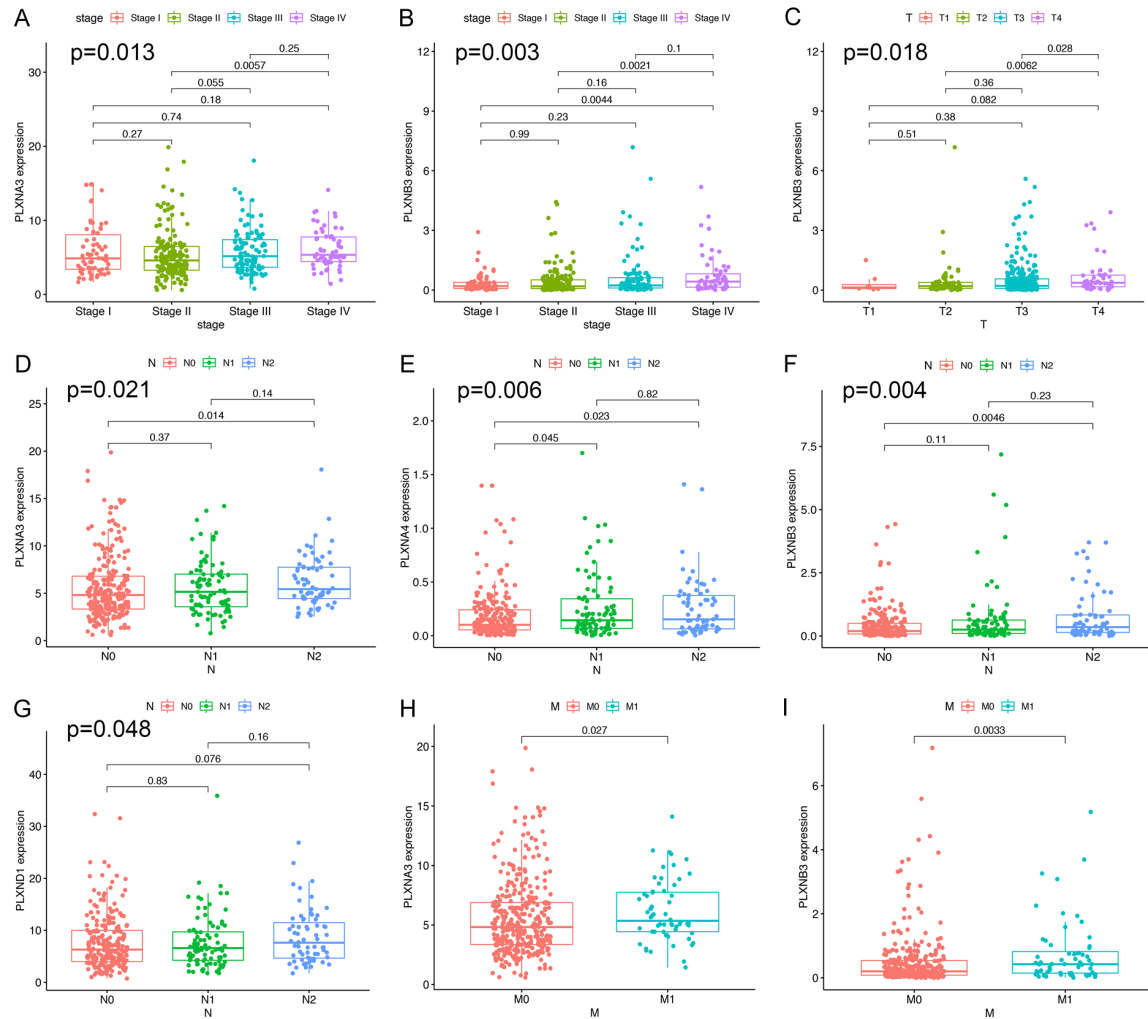 A
stage Stage I Stage II Stage III Stage IV
p=0.013
0.25
0.0057
0.055
0.18
0.74
0.27
PLXNA3 expression
30
20
10
0
Stage I Stage II Stage III Stage IV
stage
B
stage Stage I Stage II Stage III Stage IV
p=0.003
0.1
0.0021
0.16
0.0044
0.23
0.99
PLXNB3 expression
12
9
6
3
0
Stage I Stage II Stage III Stage IV
stage
C
T T1 T2 T3 T4
p=0.018
0.028
0.0062
0.36
0.082
0.38
0.51
PLXNB3 expression
12
9
6
3
0
T1 T2 T3 T4
T
D
N N0 N1 N2
p=0.021
0.14
0.014
0.37
PLXNA3 expression
25
20
15
10
5
0
N0 N1 N2
N
E
N N0 N1 N2
p=0.006
0.82
0.023
0.045
PLXNA4 expression
2.0
1.5
1.0
0.5
0.0
N0 N1 N2
N
F
N N0 N1 N2
p=0.004
0.23
0.0046
0.11
PLXNB3 expression
7.5
5.0
2.5
0.0
N0 N1 N2
N
G
N N0 N1 N2
p=0.048
0.16
0.076
0.83
PLXND1 expression
40
30
20
10
0
N0 N1 N2
N
H
M M0 M1
0.027
PLXNA3 expression
20
15
10
5
0
M0 M1
M
I
M M0 M1
0.0033
PLXNB3 expression
6
4
2
0
M0 M1
M